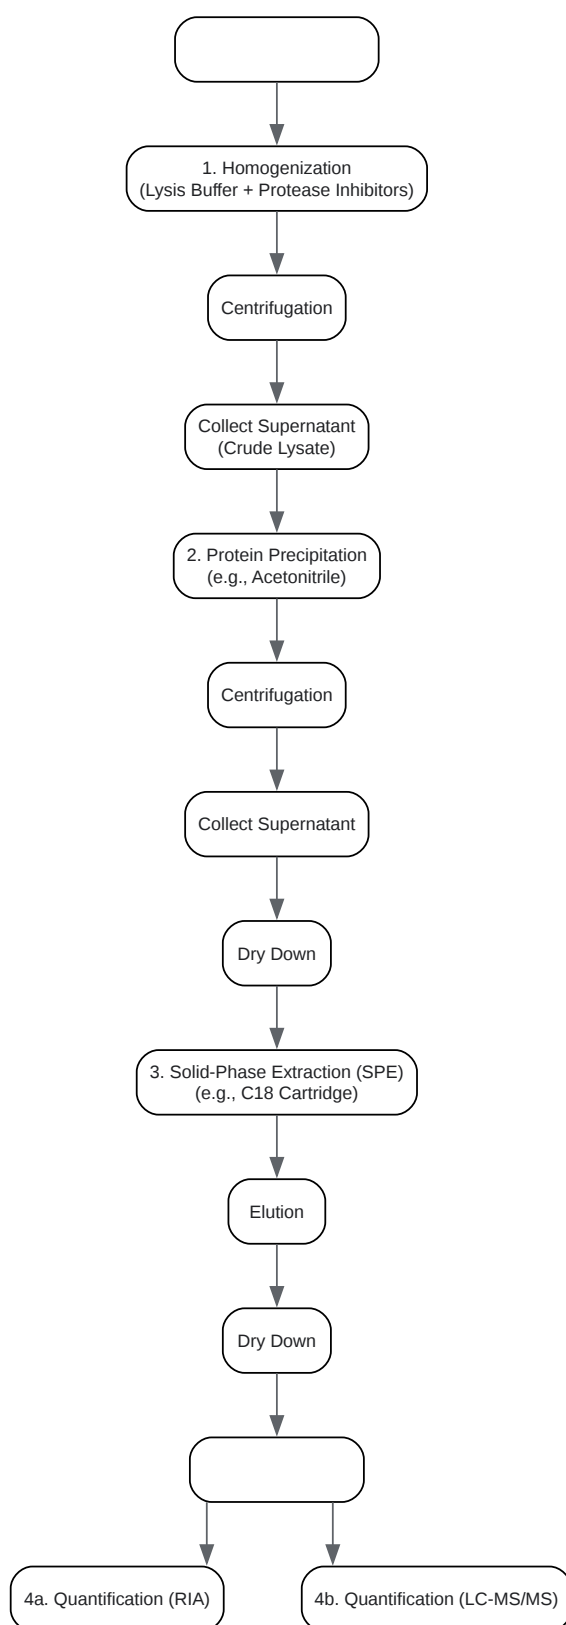 1. Homogenization
(Lysis Buffer + Protease Inhibitors)
Centrifugation
Collect Supernatant
(Crude Lysate)
2. Protein Precipitation
(e.g., Acetonitrile)
Centrifugation
Collect Supernatant
Dry Down
3. Solid-Phase Extraction (SPE)
(e.g., C18 Cartridge)
Elution
Dry Down
4a. Quantification (RIA)
4b. Quantification (LC-MS/MS)